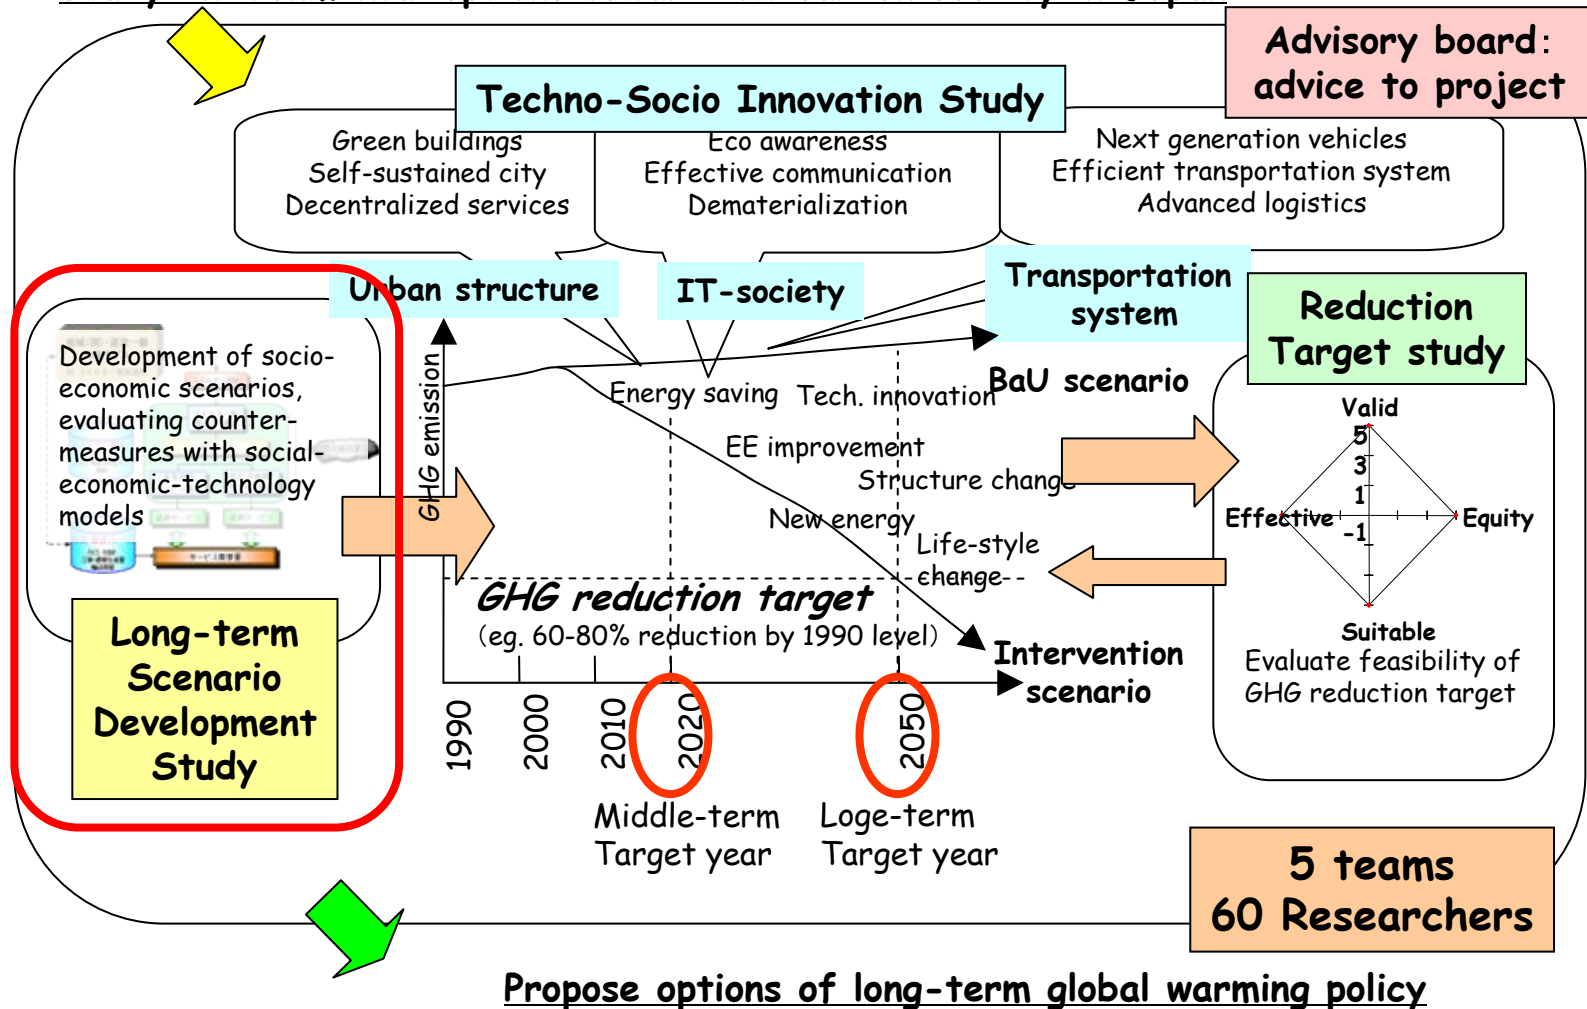 Advisory board:
advice to project
Techno-Socio Innovation Study
Green buildings
Self-sustained city
Decentralized services
Eco awareness
Effective communication
Dematerialization
Next generation vehicles
Efficient transportation system
Advanced logistics
Urban structure
IT-society
Transportation
system
Reduction
Target study
Development of socio-
economic scenarios,
evaluating counter-
measures with social-
economic-technology
models
Long-term
Scenario
Development
Study
GHG emission
Energy saving
Tech. innovation
BaU scenario
EE improvement
Structure change
New energy
Life-style
change
GHG reduction target
(eg. 60-80% reduction by 1990 level)
Intervention
scenario
1990
2000
2010
2020
2050
Middle-term
Target year
Loge-term
Target year
Valid
5
3
1
-1
Effective
Equity
Suitable
Evaluate feasibility of
GHG reduction target
5 teams
60 Researchers
Propose options of long-term global warming policy